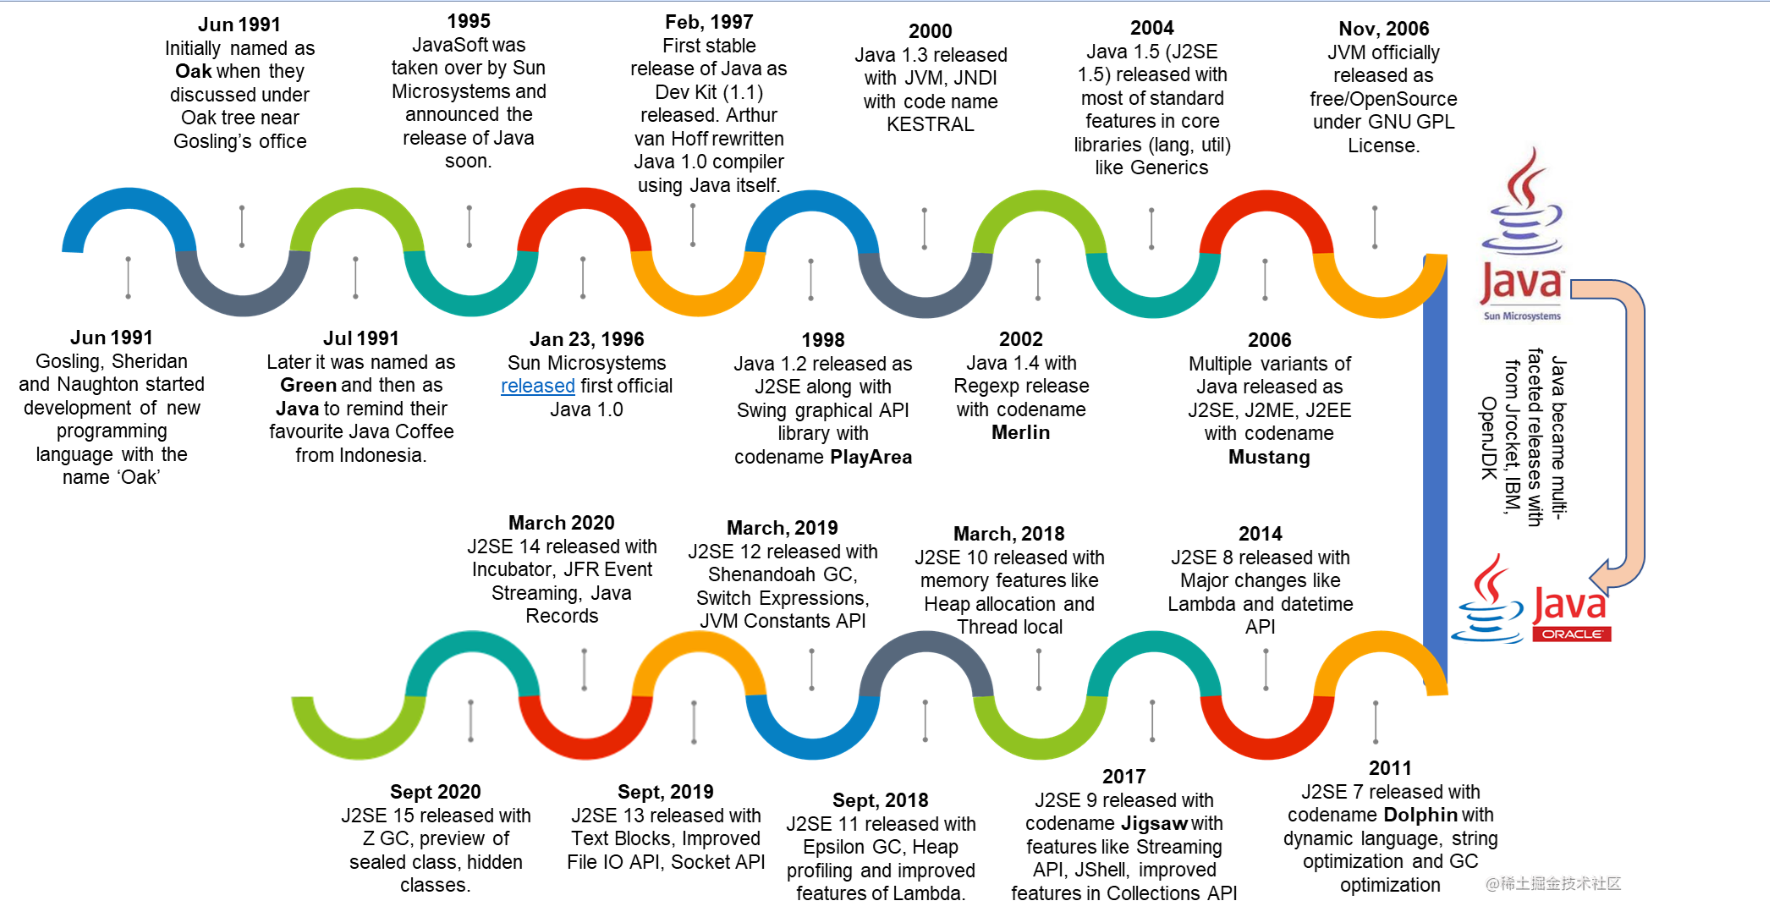 Jun 1991
Initially named as
Oak when they
discussed under
Oak tree near
Gosling's office
1995
JavaSoft was
taken over by Sun
Microsystems and
announced the
release of Java
soon.
Feb, 1997
First stable
release of Java as
Dev Kit (1.1)
released. Arthur
van Hoff rewritten
Java 1.0 compiler
using Java itself.
2000
Java 1.3 released
with JVM, JNDI
with code name
KESTRAL
2004
Java 1.5 (J2SE
1.5) released with
most of standard
features in core
libraries (lang, util)
like Generics
Nov, 2006
JVM officially
released as
free/OpenSource
under GNU GPL
License.
Jun 1991
Gosling, Sheridan
and Naughton started
development of new
programming
language with the
name ‘Oak’
Jul 1991
Later it was named as
Green and then as
Java to remind their
favourite Java Coffee
from Indonesia.
Jan 23, 1996
Sun Microsystems
released first official
Java 1.0
1998
Java 1.2 released as
J2SE along with
Swing graphical API
library with
codename PlayArea
2002
Java 1.4 with
Regexp release
with codename
Merlin
2006
Multiple variants of
Java released as
J2SE, J2ME, J2EE
with codename
Mustang
Java™
Sun Microsystems
Java became multi-
faceted releases with
from Jrocket, IBM,
OpenJDK
Java
ORACLE
March 2020
J2SE 14 released with
Incubator, JFR Event
Streaming, Java
Records
March, 2019
J2SE 12 released with
Shenandoah GC,
Switch Expressions,
JVM Constants API
March, 2018
J2SE 10 released with
memory features like
Heap allocation and
Thread local
2014
J2SE 8 released with
Major changes like
Lambda and datetime
API
Sept 2020
J2SE 15 released with
Z GC, preview of
sealed class, hidden
classes.
Sept, 2019
J2SE 13 released with
Text Blocks, Improved
File IO API, Socket API
Sept, 2018
J2SE 11 released with
Epsilon GC, Heap
profiling and improved
features of Lambda.
2017
J2SE 9 released with
codename Jigsaw with
features like Streaming
API, JShell, improved
features in Collections API
2011
J2SE 7 released with
codename Dolphin with
dynamic language, string
optimization and GC
optimization
@稀土掘金技术社区